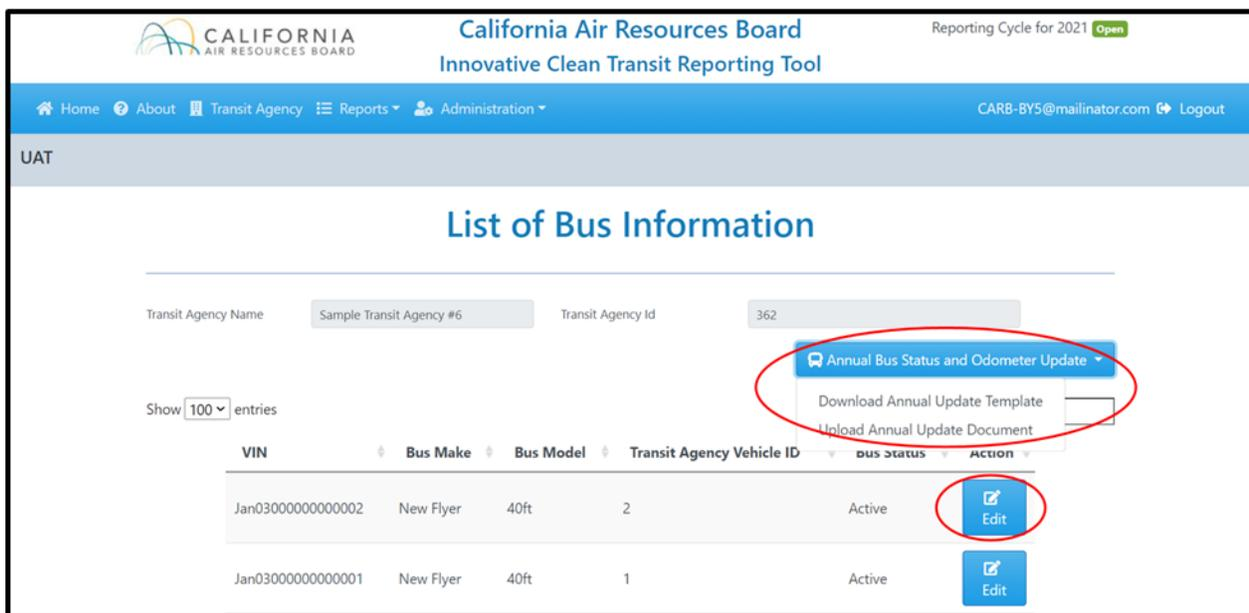 CALIFORNIA
AIR RESOURCES BOARD
California Air Resources Board
Innovative Clean Transit Reporting Tool
Reporting Cycle for 2021 Open
Home About Transit Agency Reports Administration CARB-BY5@mailinator.com Logout
UAT
List of Bus Information
Transit Agency Name Sample Transit Agency #6 Transit Agency Id 362
Annual Bus Status and Odometer Update
Download Annual Update Template
Upload Annual Update Document
Show 100 entries
VIN Bus Make Bus Model Transit Agency Vehicle ID Bus Status Action
Jan03000000000002 New Flyer 40ft 2 Active Edit
Jan03000000000001 New Flyer 40ft 1 Active Edit